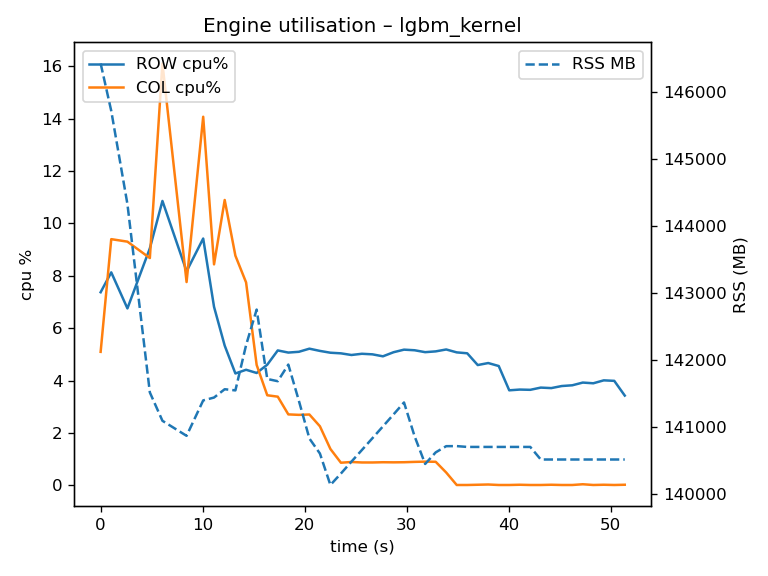 Engine utilisation – lgbm_kernel
ROW cpu%
COL cpu%
RSS MB
cpu %
16
14
12
10
8
6
4
2
0
146000
145000
144000
143000
142000
141000
140000
RSS (MB)
0 10 20 30 40 50
time (s)